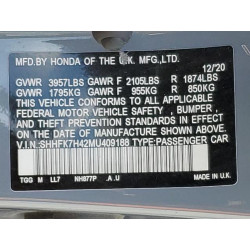 MFD.BY HONDA OF THE U.K. MFG.,LTD.
12/20
GVWR 3957LBS GAWR F 2105LBS R 1874LBS
GVWR 1795KG GAWR F 955KG R 850KG
THIS VEHICLE CONFORMS TO ALL APPLICABLE
FEDERAL MOTOR VEHICLE SAFETY, BUMPER, AND
THEFT PREVENTION STANDARDS IN EFFECT ON THE
DATE OF MANUFACTURE SHOWN ABOVE.
V.I.N.:SHHFK7H42MU409188 TYPE:PASSENGER CAR
TGG M LL7 NH877P .A .U MADE IN U.K.